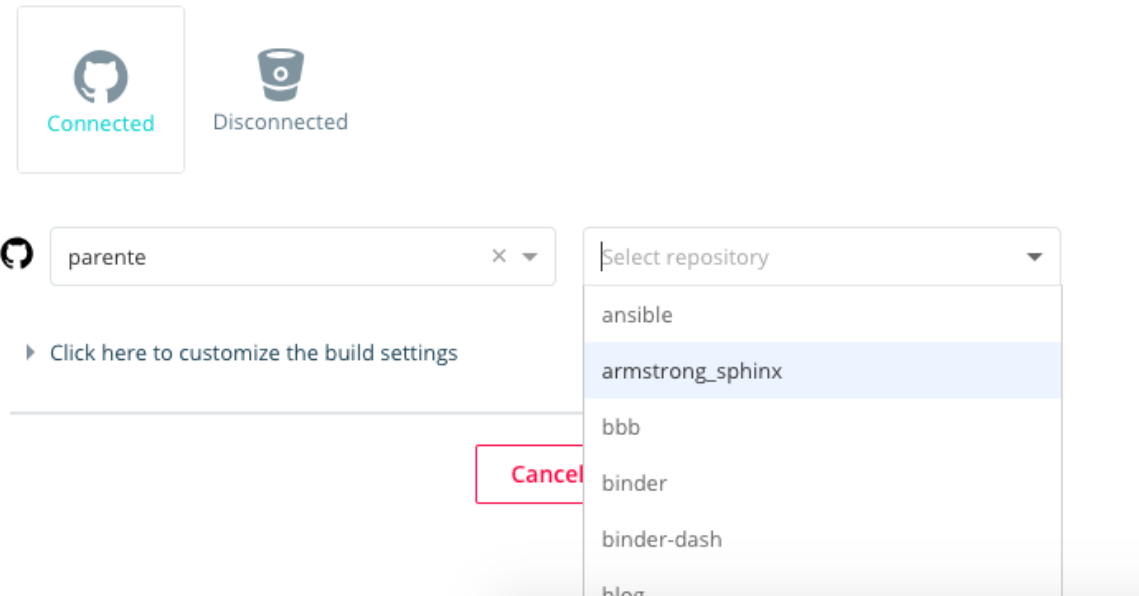 Connected
Disconnected
parente
Select repository
ansible
Click here to customize the build settings
armstrong_sphinx
bbb
Cancel
binder
binder-dash
blog